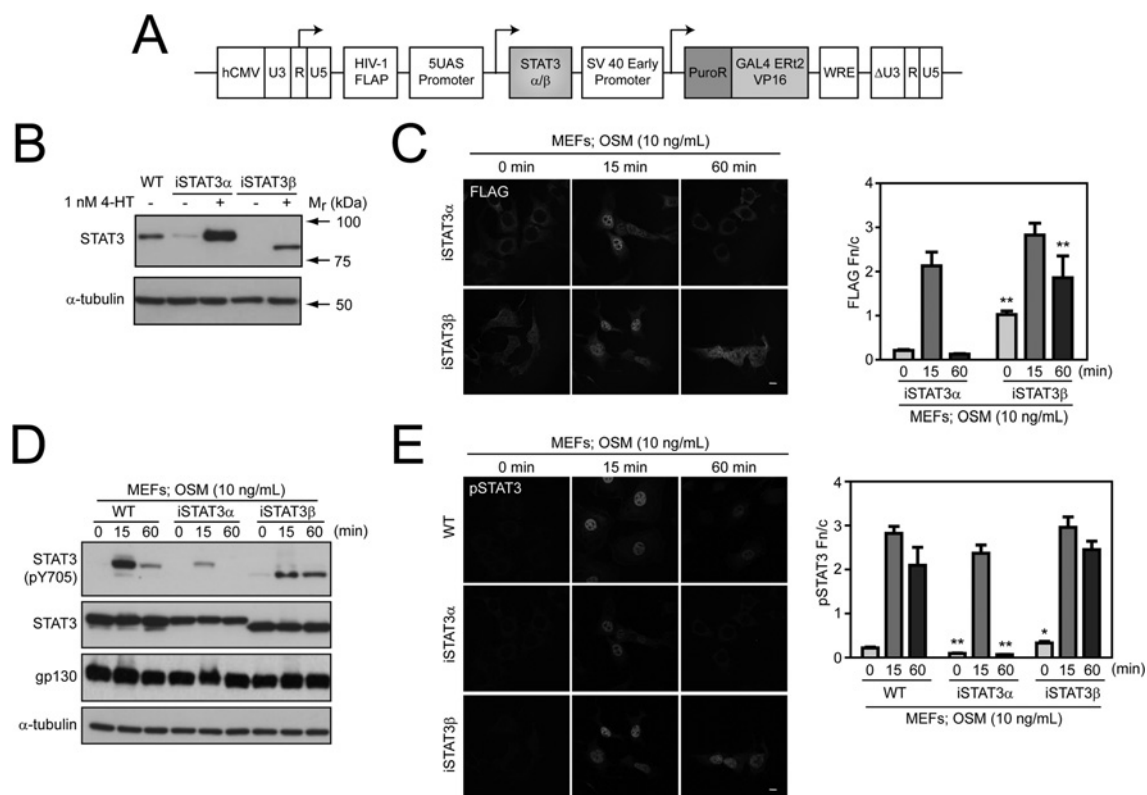 A
hCMV U3 R U5 HIV-1 FLAP 5UAS Promoter STAT3 α/β SV 40 Early Promoter PuroR GAL4 ERt2 VP16 WRE ΔU3 R U5
B
WT iSTAT3α iSTAT3β
1 nM 4-HT - - + - + Mr (kDa)
STAT3
100
75
α-tubulin
50
C
MEFs; OSM (10 ng/mL)
0 min 15 min 60 min
FLAG
iSTAT3α
iSTAT3β
FLAG Fn/c
4
3
2
1
0
**
**
0 15 60 0 15 60 (min)
iSTAT3α iSTAT3β
MEFs; OSM (10 ng/mL)
D
MEFs; OSM (10 ng/mL)
WT iSTAT3α iSTAT3β
0 15 60 0 15 60 0 15 60 (min)
STAT3
(pY705)
STAT3
gp130
α-tubulin
E
MEFs; OSM (10 ng/mL)
0 min 15 min 60 min
pSTAT3
WT
iSTAT3α
iSTAT3β
pSTAT3 Fn/c
4
3
2
1
0
** ** *
0 15 60 0 15 60 0 15 60 (min)
WT iSTAT3α iSTAT3β
MEFs; OSM (10 ng/mL)